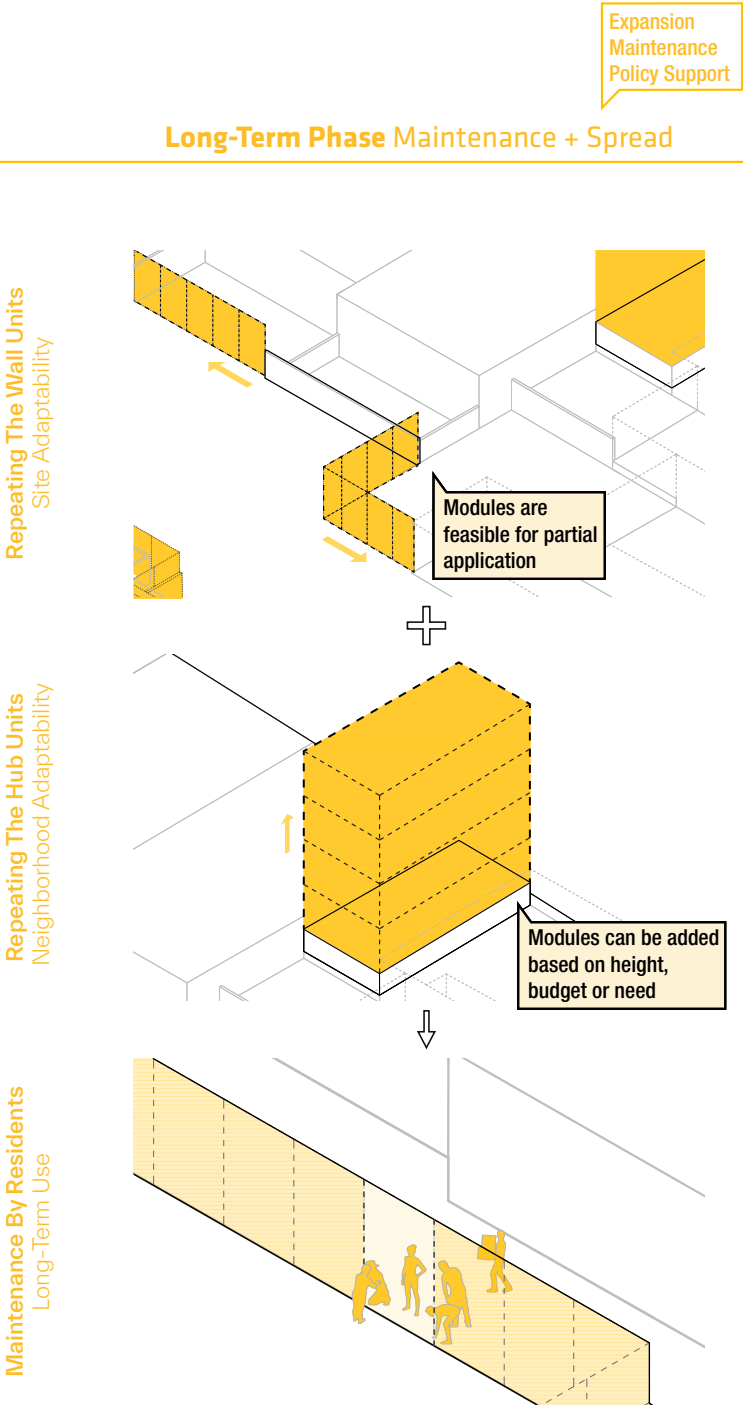 Expansion
Maintenance
Policy Support
Long-Term Phase Maintenance + Spread
Repeating The Wall Units
Site Adaptability
Modules are
feasible for partial
application
Repeating The Hub Units
Neighborhood Adaptability
Modules can be added
based on height,
budget or need
Maintenance By Residents
Long-Term Use